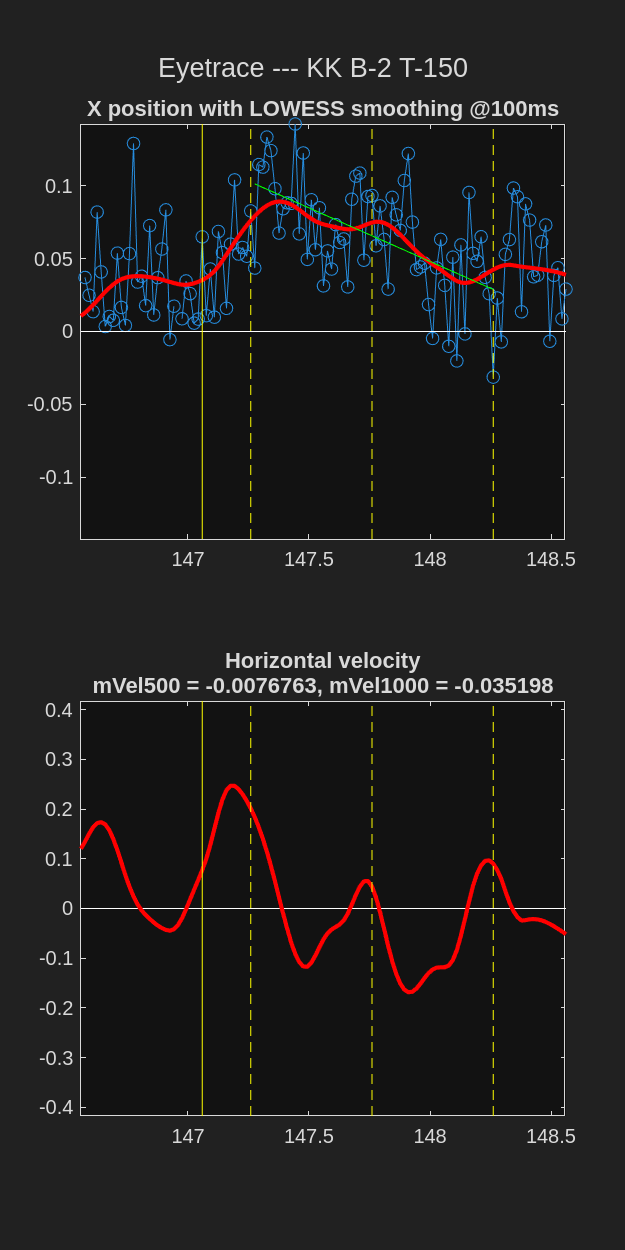 Eyetrace --- KK B-2 T-150
X position with LOWESS smoothing @100ms
0.1
0.05
0
-0.05
-0.1
147 147.5 148 148.5
Horizontal velocity
mVel500 = -0.0076763, mVel1000 = -0.035198
0.4
0.3
0.2
0.1
0
-0.1
-0.2
-0.3
-0.4
147 147.5 148 148.5